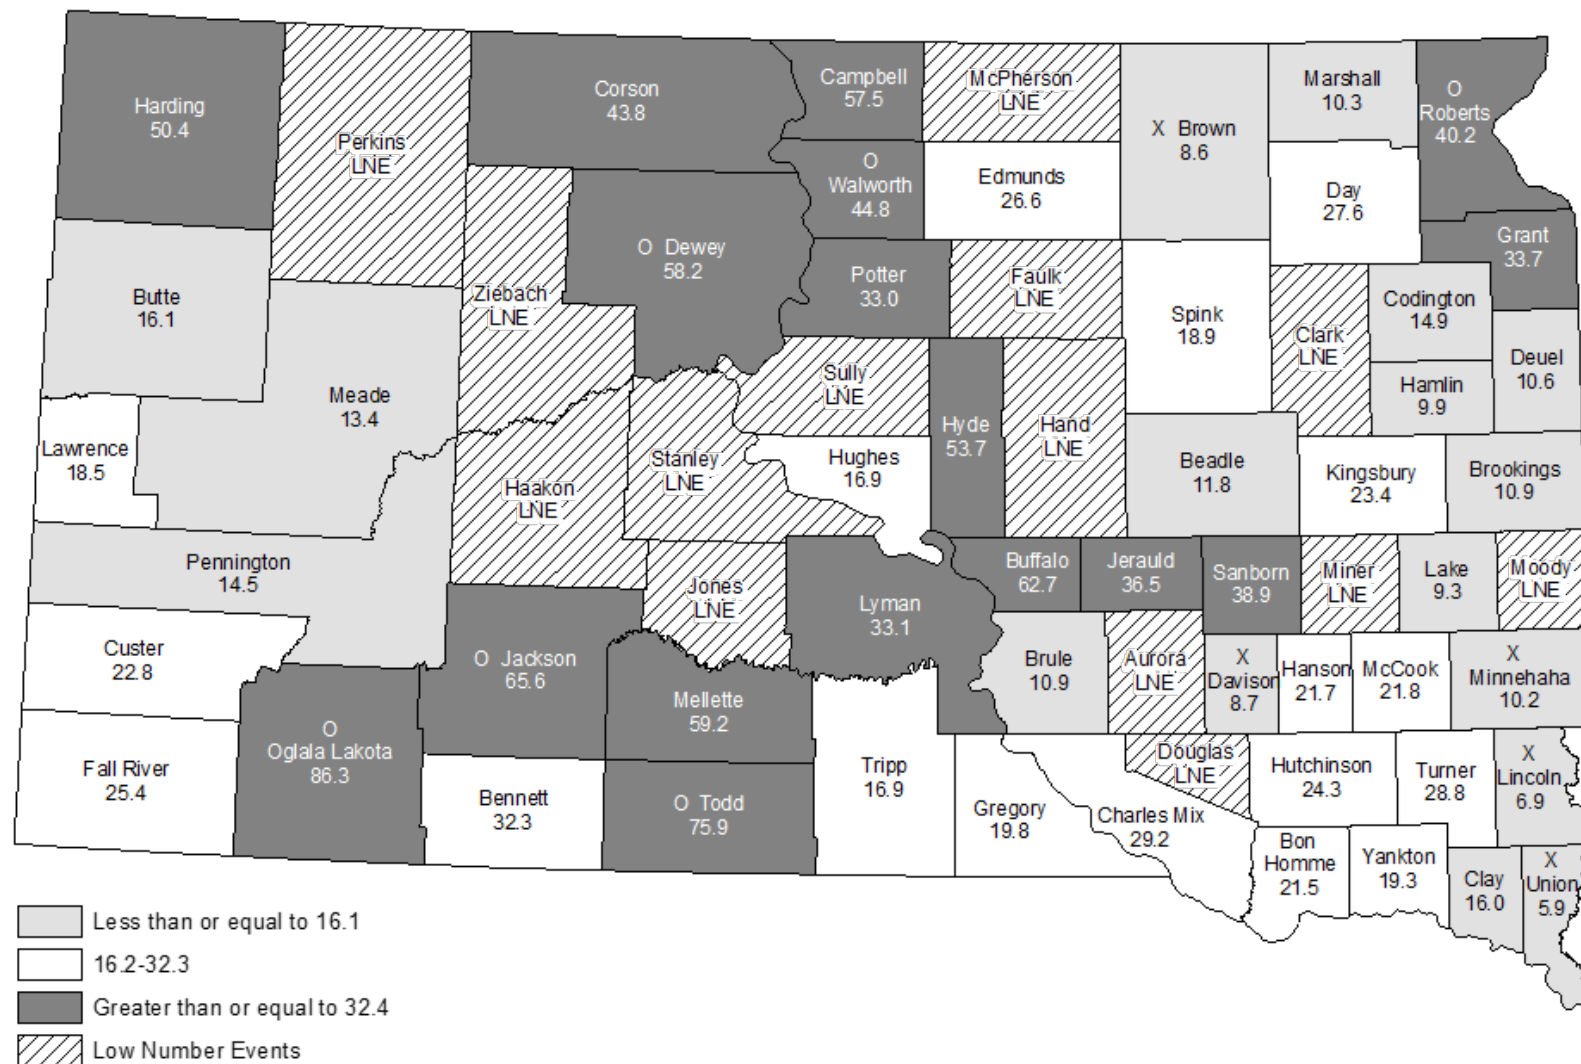 Harding
50.4
Perkins
LNE
Corson
43.8
Campbell
57.5
McPherson
LNE
X Brown
8.6
Marshall
10.3
O
Roberts
40.2
O
Walworth
44.8
Edmunds
26.6
Day
27.6
Grant
33.7
Butte
16.1
Ziebach
LNE
O Dewey
58.2
Potter
33.0
Faulk
LNE
Spink
18.9
Clark
LNE
Codington
14.9
Deuel
10.6
Hamlin
9.9
Meade
13.4
Sully
LNE
Hyde
53.7
Hand
LNE
Lawrence
18.5
Haakon
LNE
Stanley
LNE
Hughes
16.9
Beadle
11.8
Kingsbury
23.4
Brookings
10.9
Pennington
14.5
Jones
LNE
Lyman
33.1
Buffalo
62.7
Jerauld
36.5
Sanborn
38.9
Miner
LNE
Lake
9.3
Moody
LNE
Custer
22.8
O Jackson
65.6
Mellette
59.2
Brule
10.9
Aurora
LNE
X
Davison
8.7
Hanson
21.7
McCook
21.8
X
Minnehaha
10.2
Fall River
25.4
O
Oglala Lakota
86.3
Bennett
32.3
O Todd
75.9
Tripp
16.9
Gregory
19.8
Charles Mix
29.2
Douglas
LNE
Hutchinson
24.3
Turner
28.8
X
Lincoln
6.9
Bon
Homme
21.5
Yankton
19.3
Clay
16.0
X
Union
5.9
Less than or equal to 16.1
16.2-32.3
Greater than or equal to 32.4
Low Number Events